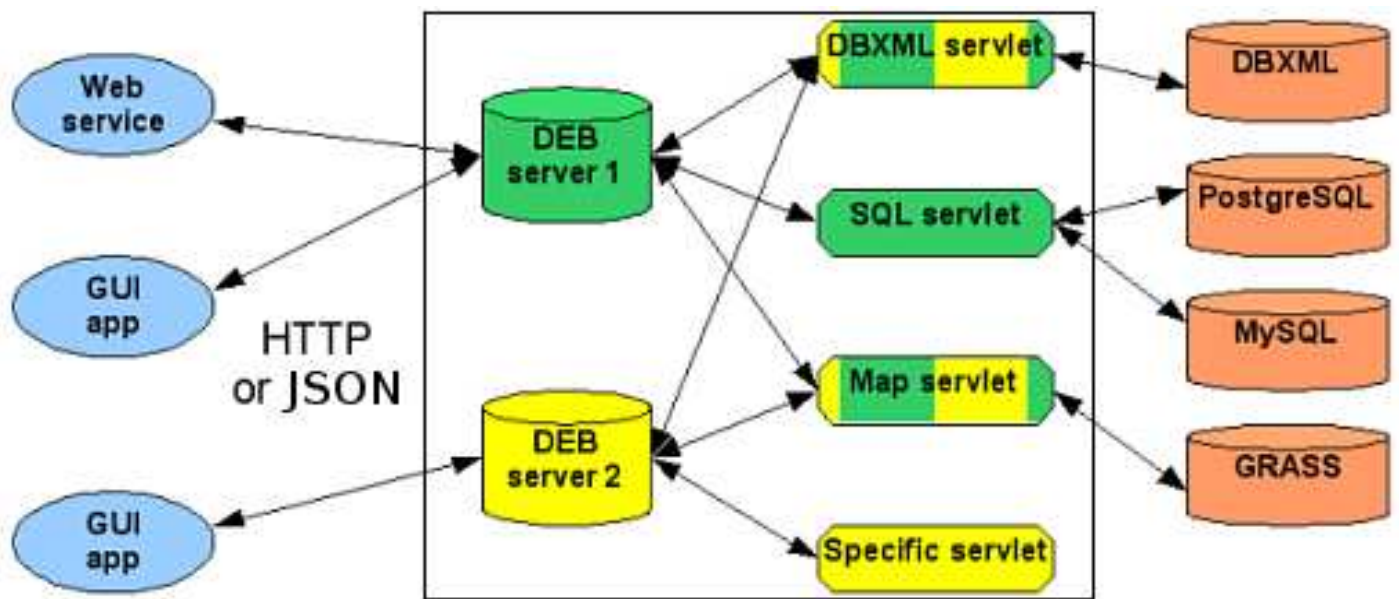 Web
service
GUI
app
HTTP
or JSON
GUI
app
DEB
server 1
DEB
server 2
DBXML servlet
SQL servlet
Map servlet
Specific servlet
DBXML
PostgreSQL
MySQL
GRASS